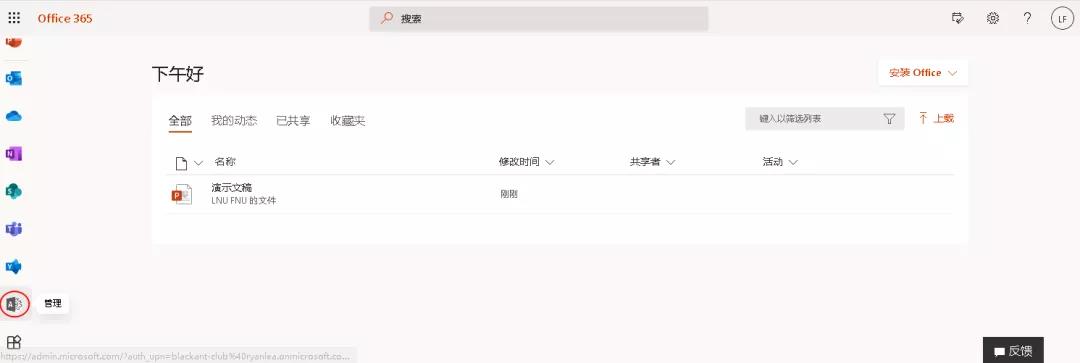 Office 365
搜索
LF
下午好
安装 Office
全部 我的动态 已共享 收藏夹
键入以筛选列表
上载
名称 修改时间 共享者 活动
演示文稿
LNU FNU 的文件
刚刚
管理
https://admin.microsoft.com/?auth_upn=blackant-club%40ryanlea.onmicrosoft.co...
反馈